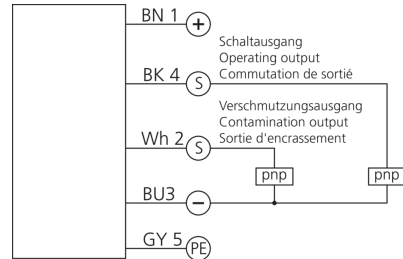 BN 1
+
Schaltausgang
Operating output
Commutation de sortié
BK 4
S
Verschmutzungsausgang
Contamination output
Sortie d'encrassement
Wh 2
S
pnp
pnp
BU3
−
GY 5
PE